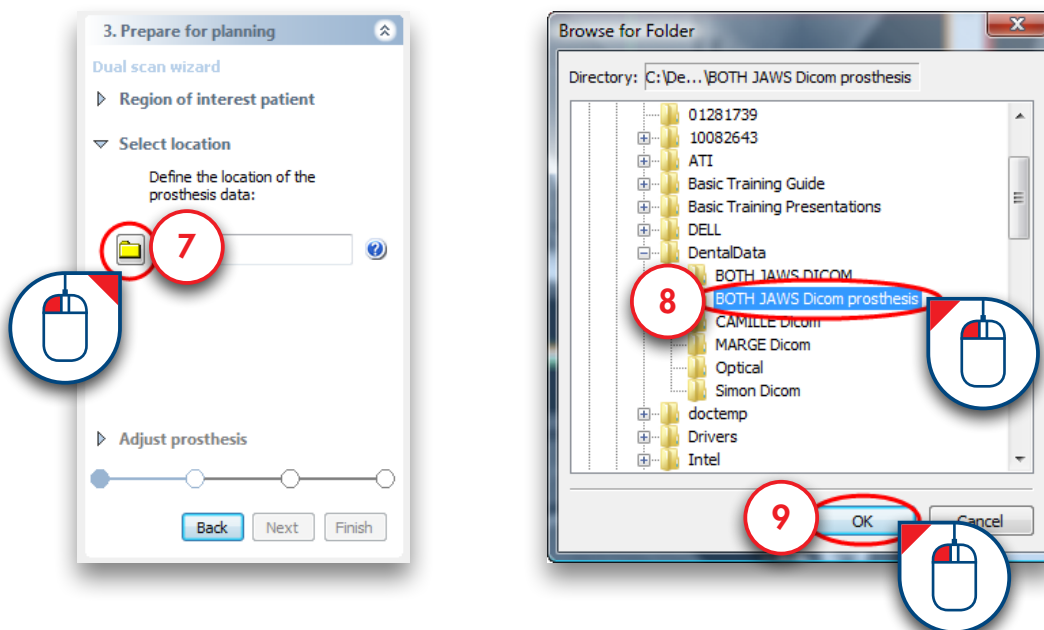 3. Prepare for planning
Dual scan wizard
Region of interest patient
Select location
Define the location of the
prosthesis data:
7
Adjust prosthesis
Back Next Finish
Browse for Folder
Directory: C:\De...\BOTH JAWS Dicom prosthesis
01281739
10082643
ATI
Basic Training Guide
Basic Training Presentations
DELL
DentalData
BOTH JAWS DICOM
8
BOTH JAWS Dicom prosthesis
CAMILLE Dicom
MARGE Dicom
Optical
Simon Dicom
doctemp
Drivers
Intel
9
OK Cancel